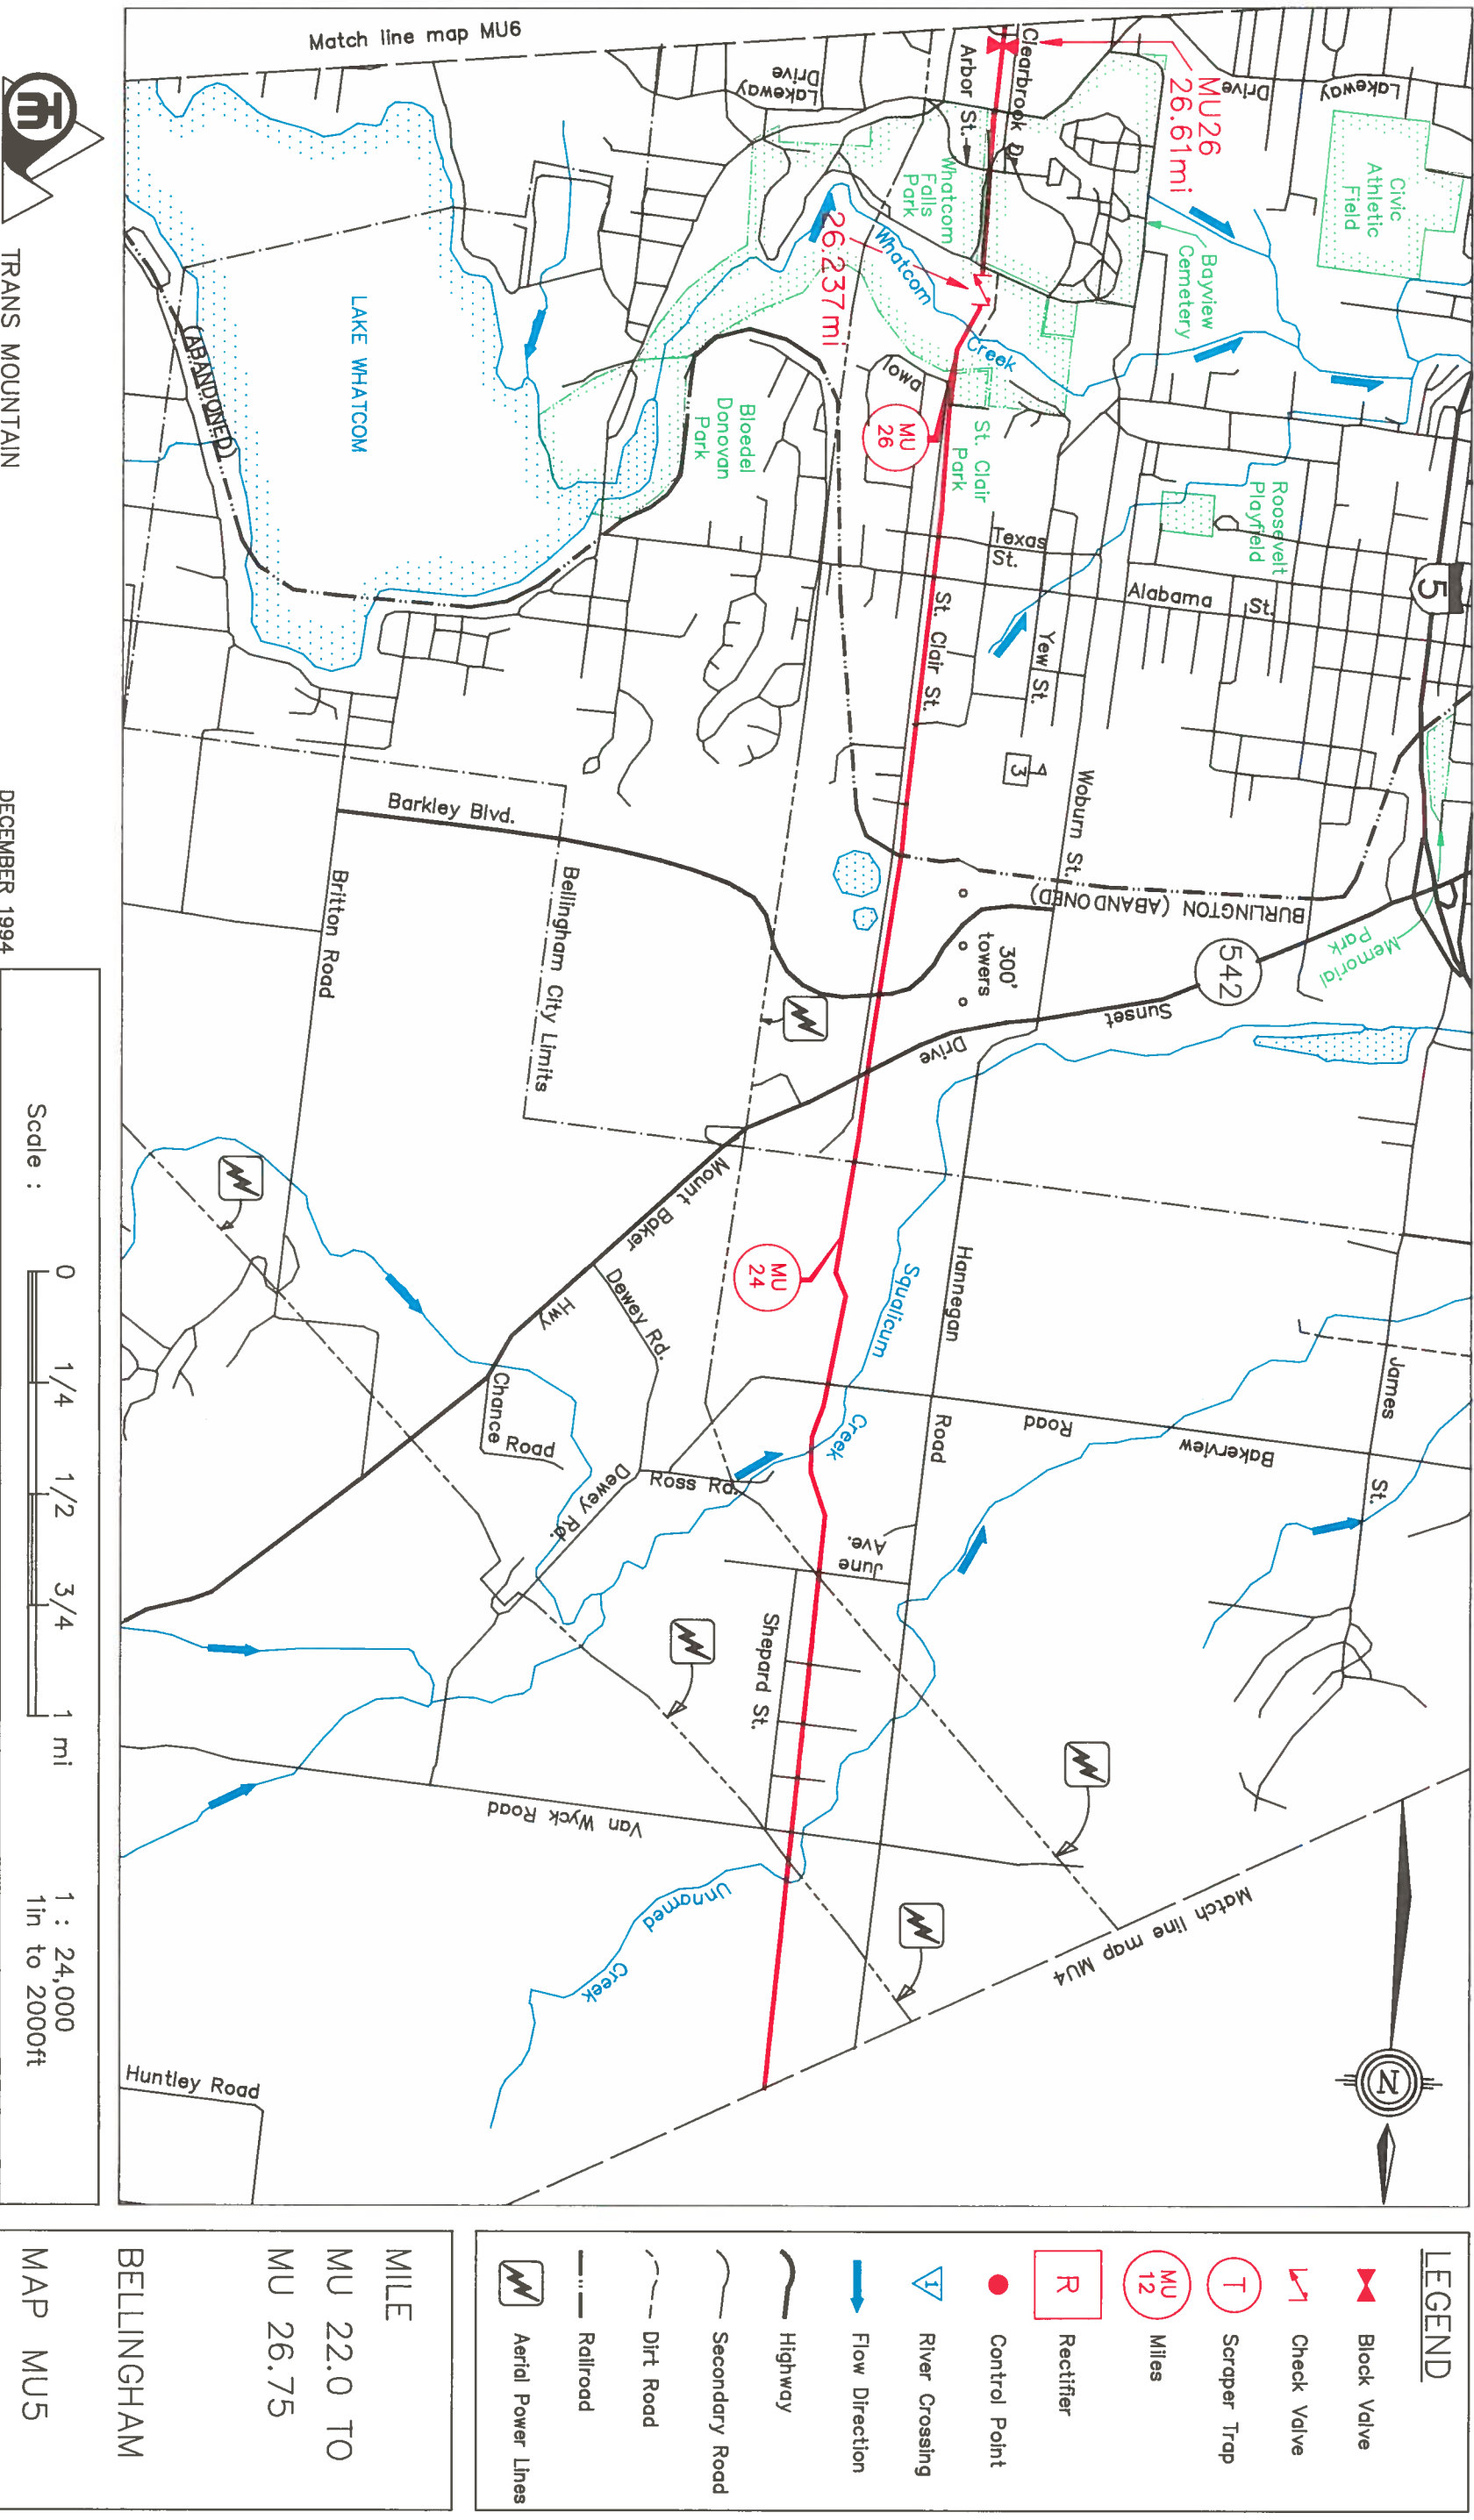 Match line map MU6
Lakeway
Drive
Arbor St.
Clearbrook Dr.
MU26
26.61mi
Lakeway
Drive
Civic
Athletic
Field
Bayview
Cemetery
Whatcom
Falls
Park
26.237mi
Whatcom
Creek
Iowa
MU
26
St. Clair
Park
Roosevelt
Playfield
5
Texas
St.
Alabama St.
St. Clair St.
Yew St.
3
Woburn St.
BURLINGTON (ABANDONED)
Memorial
Park
542
Sunset
Drive
300'
towers
Bloedel
Donovan
Park
LAKE WHATCOM
(ABANDONED)
Barkley Blvd.
Britton Road
Bellingham City Limits
Mount Baker
Hwy
MU
24
Squalicum
Creek
Hannegan
Road
James
St.
Bakerview
Road
Dewey Rd.
Chance Road
Dewey Rd.
Ross Rd.
June
Ave.
Shepard St.
Van Wyck Road
Unnamed
Creek
Match line map MU4
Huntley Road
N
LEGEND
Block Valve
Check Valve
T
Scraper Trap
MU
12
Miles
R
Rectifier
Control Point
1
River Crossing
Flow Direction
Highway
Secondary Road
Dirt Road
Railroad
Aerial Power Lines
MILE
MU 22.0 TO
MU 26.75
BELLINGHAM
MAP MU5
Scale :
0 1/4 1/2 3/4 1 mi
1 : 24,000
1in to 2000ft
TRANS MOUNTAIN
DECEMBER 1994